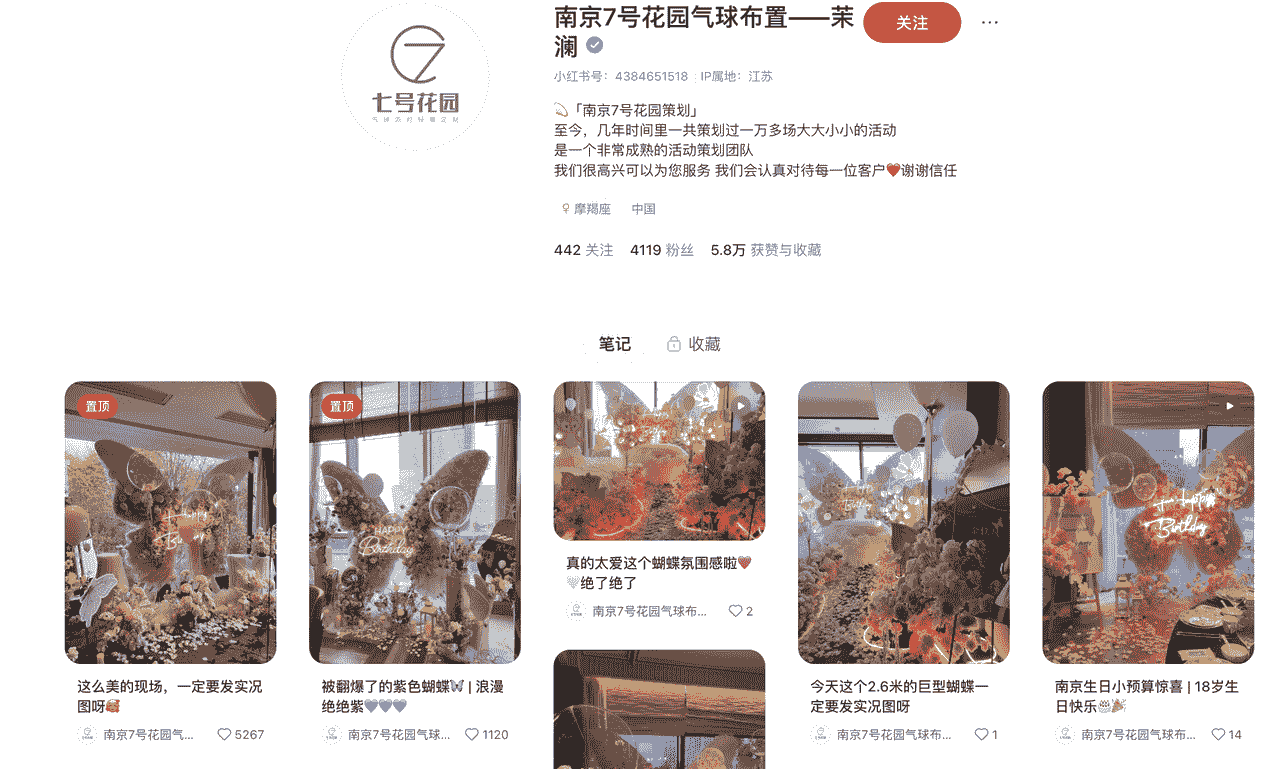 七号花园
南京7号花园气球布置——茉
澜
关注
小红书号：4384651518 IP属地：江苏
「南京7号花园策划」
至今，几年时间里一共策划过一万多场大大小小的活动
是一个非常成熟的活动策划团队
我们很高兴可以为您服务 我们会认真对待每一位客户❤️谢谢信任
♀ 摩羯座 中国
442 关注 4119 粉丝 5.8万 获赞与收藏
笔记 收藏
置顶
Happy
Birthday
这么美的现场，一定要发实况
图呀🥰
南京7号花园气... 5267
置顶
HAPPY
Birthday
被翻爆了的紫色蝴蝶🦋 | 浪漫
绝绝紫💜💜💜
南京7号花园气球... 1120
真的太爱这个蝴蝶氛围感啦❤️
🤍绝了绝了
南京7号花园气球布... 2
今天这个2.6米的巨型蝴蝶一
定要发实况图呀
南京7号花园气球布... 1
Happy
Birthday
南京生日小预算惊喜 | 18岁生
日快乐🎂🎉
南京7号花园气球布... 14